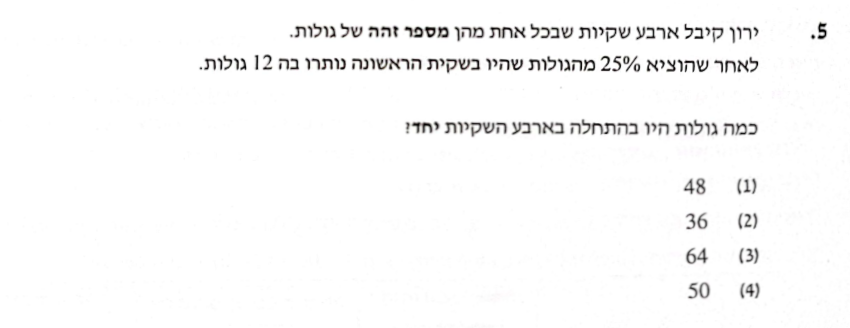 5. ירון קיבל ארבע שקיות שבכל אחת מהן מספר זהה של גולות.
לאחר שהוציא 25% מהגולות שהיו בשקית הראשונה נותרו בה 12 גולות.
כמה גולות היו בהתחלה בארבע השקיות יחד?
(1) 48
(2) 36
(3) 64
(4) 50